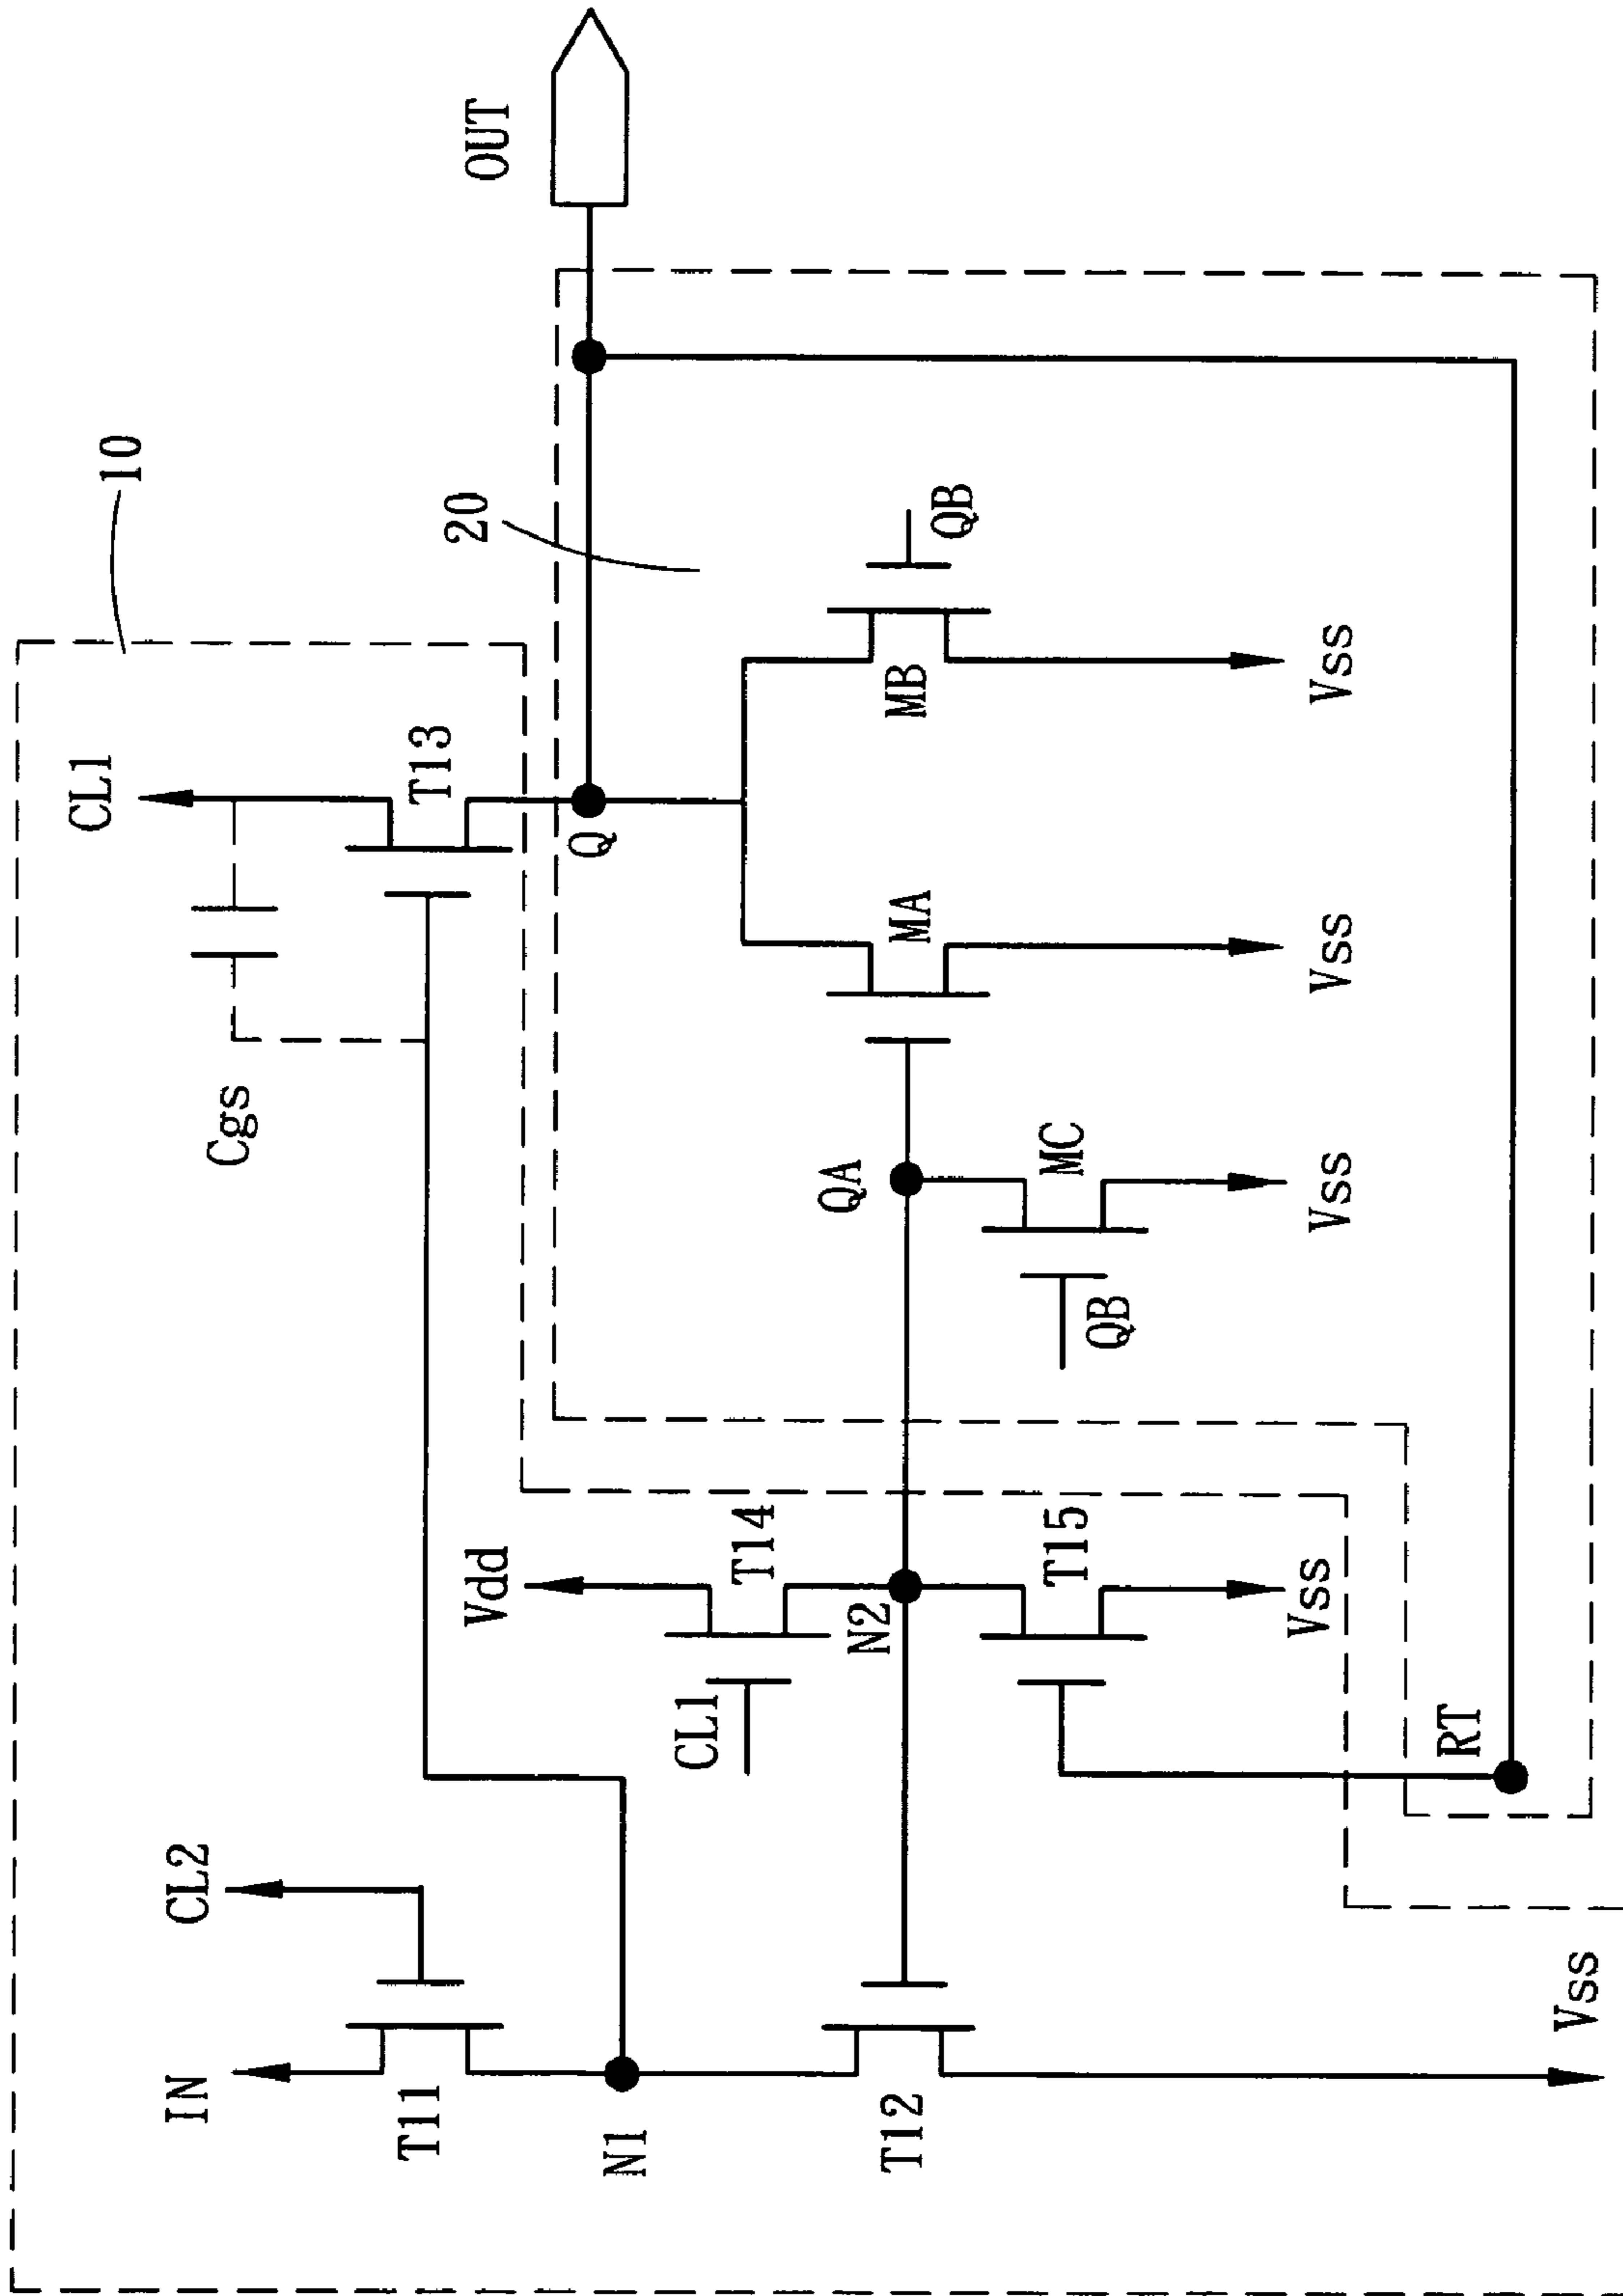 CL1
10
IN
CL2
Cgs
T11
T13
20
Vdd
OUT
Q
N1
CL1
T14
QA
N2
T12
MA
MB
QB
T15
MC
QB
Vss
Vss
Vss
Vss
RT
Vss